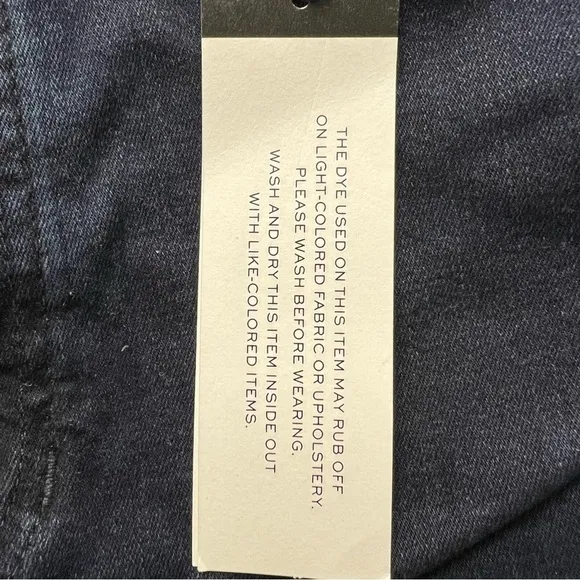 THE DYE USED ON THIS ITEM MAY RUB OFF
ON LIGHT-COLORED FABRIC OR UPHOLSTERY.
PLEASE WASH BEFORE WEARING.
WASH AND DRY THIS ITEM INSIDE OUT
WITH LIKE-COLORED ITEMS.